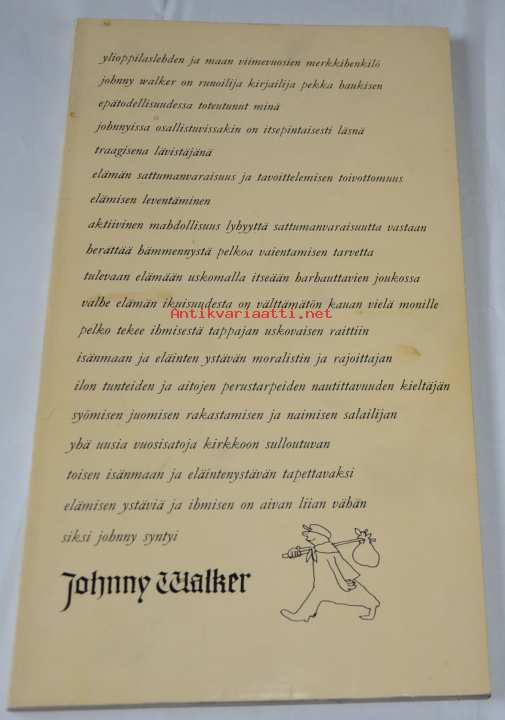 ylioppilaslehden ja maan viimevuosien merkkihenkilö
johnny walker on runoilija kirjailija pekka haukisen
epätodellisuudessa toteutunut minä
johnnyissa osallistuvissakin on itsepintaisesti läsnä
traagisena lävistäjänä
elämän sattumanvaraisuus ja tavoittelemisen toivottomuus
elämisen leventäminen
aktiivinen mahdollisuus lyhyyttä sattumanvaraisuutta vastaan
herättää hämmennystä pelkoa vaientamisen tarvetta
tulevaan elämään uskomalla itseään harhauttavien joukossa
valhe elämän ikuisuudesta on välttämätön kauan vielä monille
Antikvariaatti.net
pelko tekee ihmisestä tappajan uskovaisen raittiin
isänmaan ja eläinten ystävän moralistin ja rajoittajan
ilon tunteiden ja aitojen perustarpeiden nautittavuuden kieltäjän
syömisen juomisen rakastamisen ja naimisen salailijan
yhä uusia vuosisatoja kirkkoon sulloutuvan
toisen isänmaan ja eläintenystävän tapettavaksi
elämisen ystäviä ja ihmisen on aivan liian vähän
siksi johnny syntyi
Johnny Walker